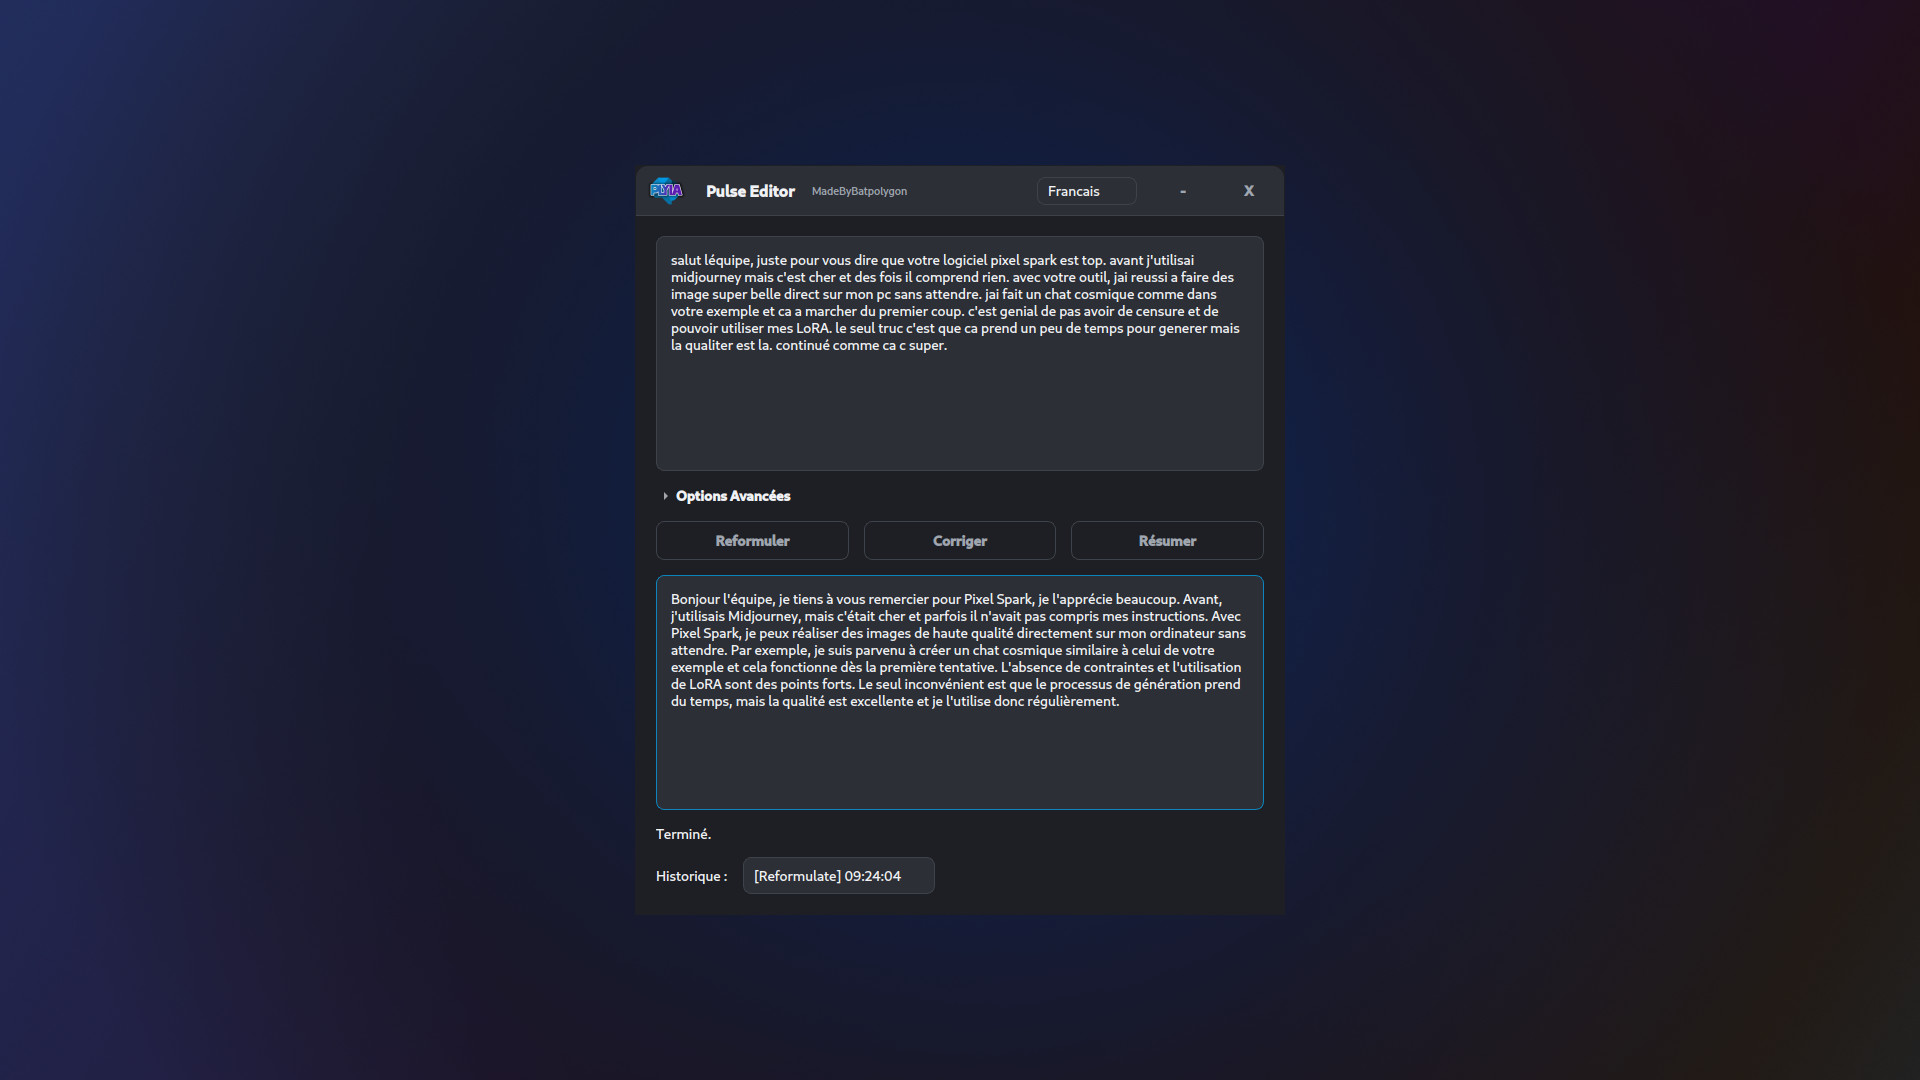 PLYIA
Pulse Editor
MadeByBatpolygon
Francais
-
X
salut léquipe, juste pour vous dire que votre logiciel pixel spark est top. avant j'utilisai
midjourney mais c'est cher et des fois il comprend rien. avec votre outil, jai reussi a faire des
image super belle direct sur mon pc sans attendre. jai fait un chat cosmique comme dans
votre exemple et ca a marcher du premier coup. c'est genial de pas avoir de censure et de
pouvoir utiliser mes LoRA. le seul truc c'est que ca prend un peu de temps pour generer mais
la qualiter est la. continué comme ca c super.
Options Avancées
Reformuler
Corriger
Résumer
Bonjour l'équipe, je tiens à vous remercier pour Pixel Spark, je l'apprécie beaucoup. Avant,
j'utilisais Midjourney, mais c'était cher et parfois il n'avait pas compris mes instructions. Avec
Pixel Spark, je peux réaliser des images de haute qualité directement sur mon ordinateur sans
attendre. Par exemple, je suis parvenu à créer un chat cosmique similaire à celui de votre
exemple et cela fonctionne dès la première tentative. L'absence de contraintes et l'utilisation
de LoRA sont des points forts. Le seul inconvénient est que le processus de génération prend
du temps, mais la qualité est excellente et je l'utilise donc régulièrement.
Terminé.
Historique :
[Reformulate] 09:24:04